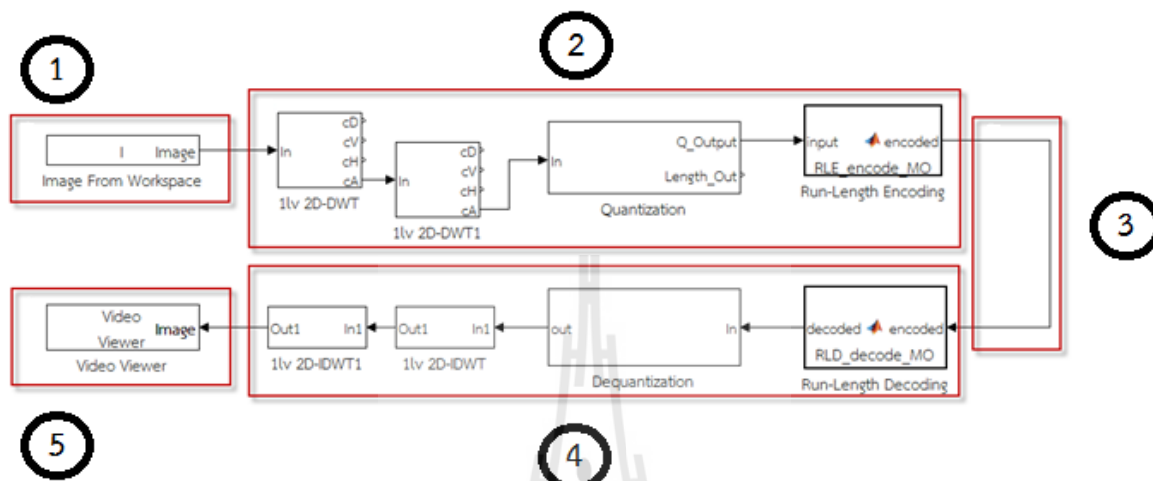 1
2
I Image
Image From Workspace
In cD
cV
cH
cA
1lv 2D-DWT
In cD
cV
cH
cA
1lv 2D-DWT1
In Q_Output
Length_Out
Quantization
input encoded
RLE_encode_MO
Run-Length Encoding
3
Video
Viewer
Image
Video Viewer
Out1 In1
1lv 2D-IDWT1
Out1 In1
1lv 2D-IDWT
out In
Dequantization
decoded encoded
RLD_decode_MO
Run-Length Decoding
5
4